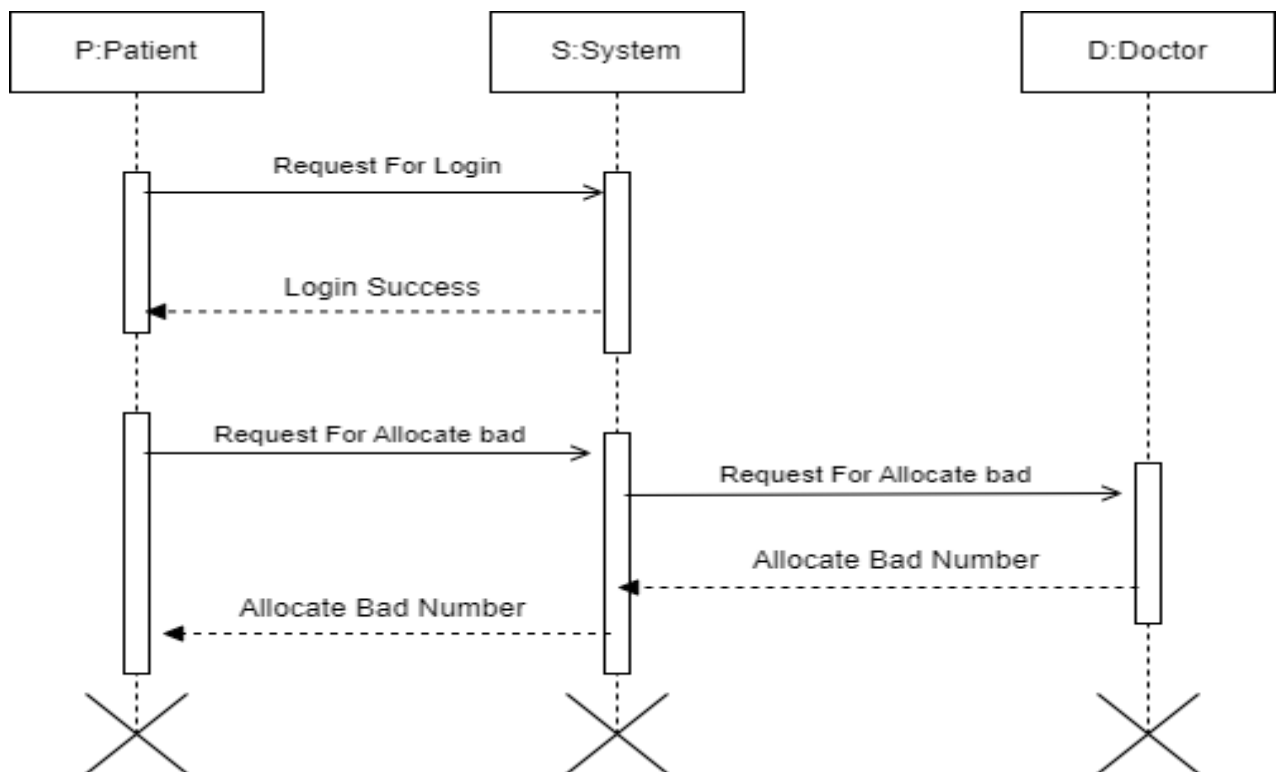 P:Patient
S:System
D:Doctor
Request For Login
Login Success
Request For Allocate bad
Request For Allocate bad
Allocate Bad Number
Allocate Bad Number